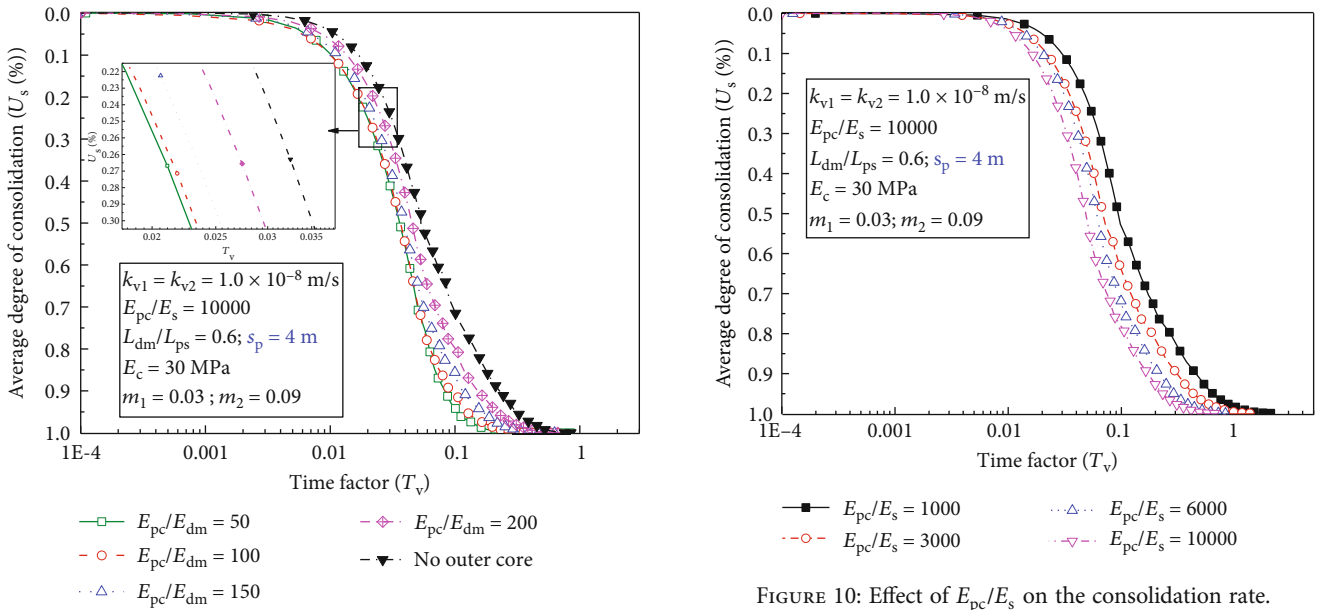 0.0
0.1
0.2
0.3
0.4
0.5
0.6
0.7
0.8
0.9
1.0
Average degree of consolidation (U_s (%))
1E-4
0.001
0.01
0.1
1
Time factor (T_v)
0.22
0.23
0.24
0.25
0.26
0.27
0.28
0.29
0.30
U_s (%)
0.02
0.025
0.03
0.035
T_v
k_v1 = k_v2 = 1.0 × 10^–8 m/s
E_pc/E_s = 10000
L_dm/L_ps = 0.6; s_p = 4 m
E_c = 30 MPa
m_1 = 0.03 ; m_2 = 0.09
E_pc/E_dm = 50
E_pc/E_dm = 100
E_pc/E_dm = 150
E_pc/E_dm = 200
No outer core
0.0
0.1
0.2
0.3
0.4
0.5
0.6
0.7
0.8
0.9
1.0
Average degree of consolidation (U_s (%))
1E-4
0.001
0.01
0.1
1
Time factor (T_v)
k_v1 = k_v2 = 1.0 × 10^–8 m/s
E_pc/E_s = 10000
L_dm/L_ps = 0.6; s_p = 4 m
E_c = 30 MPa
m_1 = 0.03; m_2 = 0.09
E_pc/E_s = 1000
E_pc/E_s = 3000
E_pc/E_s = 6000
E_pc/E_s = 10000
FIGURE 10: Effect of E_pc/E_s on the consolidation rate.